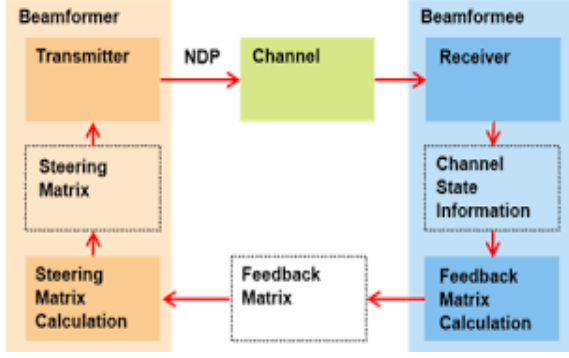 Beamformer
Beamformee
Transmitter
NDP
Channel
Receiver
Steering
Matrix
Channel
State
Information
Steering
Matrix
Calculation
Feedback
Matrix
Feedback
Matrix
Calculation